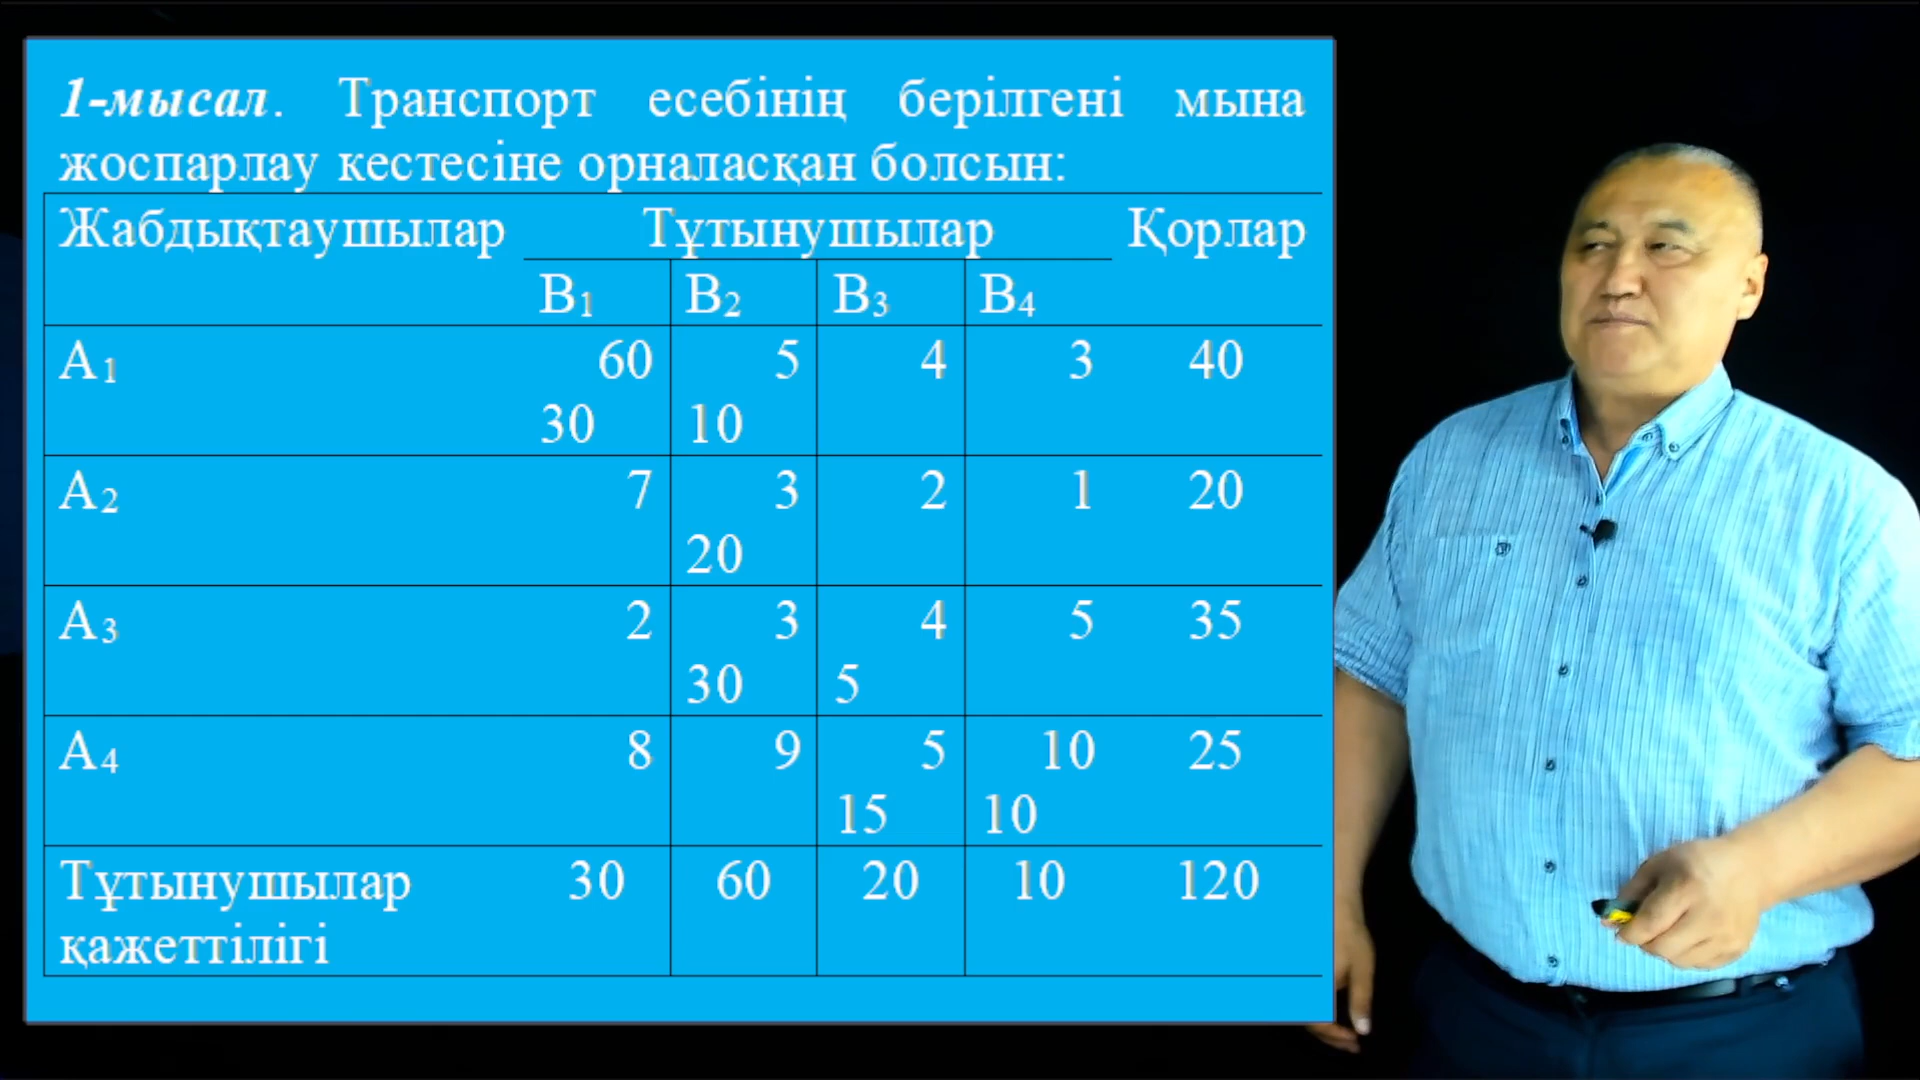 1-мысал. Транспорт есебінің берілгені мына
жоспарлау кестесіне орналасқан болсын:
Жабдықтаушылар Тұтынушылар Қорлар
B1 B2 B3 B4
A1 60 5 4 3 40
30 10
A2 7 3 2 1 20
20
A3 2 3 4 5 35
30 5
A4 8 9 5 10 25
15 10
Тұтынушылар 30 60 20 10 120
қажеттілігі